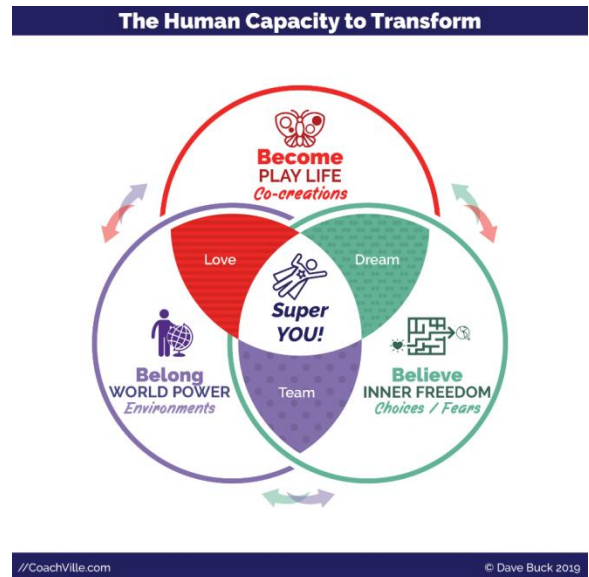 The Human Capacity to Transform
Become
PLAY LIFE
Co-creations
Love
Dream
Super
YOU!
Belong
WORLD POWER
Environments
Believe
INNER FREEDOM
Choices / Fears
Team
//CoachVille.com
© Dave Buck 2019